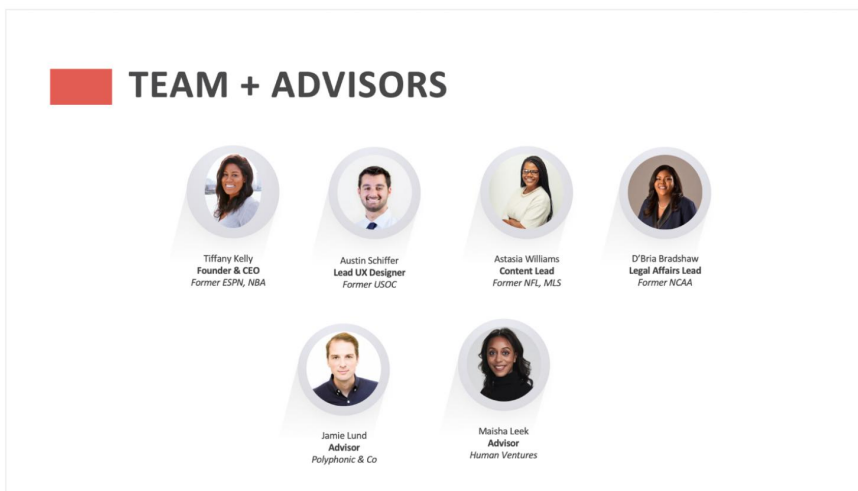 TEAM + ADVISORS
Tiffany Kelly
Founder & CEO
Former ESPN, NBA
Austin Schiffer
Lead UX Designer
Former USOC
Astasia Williams
Content Lead
Former NFL, MLS
D'Bria Bradshaw
Legal Affairs Lead
Former NCAA
Jamie Lund
Advisor
Polyphonic & Co
Maisha Leek
Advisor
Human Ventures